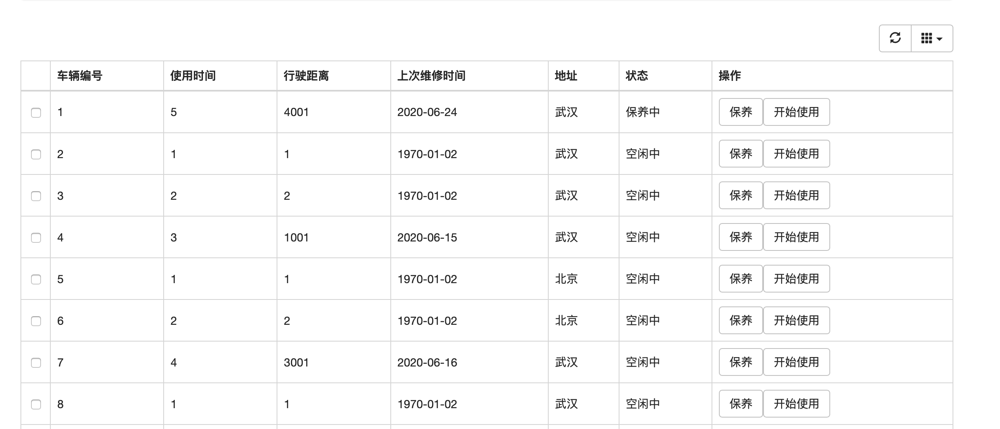 车辆编号 使用时间 行驶距离 上次维修时间 地址 状态 操作
1 5 4001 2020-06-24 武汉 保养中 保养 开始使用
2 1 1 1970-01-02 武汉 空闲中 保养 开始使用
3 2 2 1970-01-02 武汉 空闲中 保养 开始使用
4 3 1001 2020-06-15 武汉 空闲中 保养 开始使用
5 1 1 1970-01-02 北京 空闲中 保养 开始使用
6 2 2 1970-01-02 北京 空闲中 保养 开始使用
7 4 3001 2020-06-16 武汉 空闲中 保养 开始使用
8 1 1 1970-01-02 武汉 空闲中 保养 开始使用